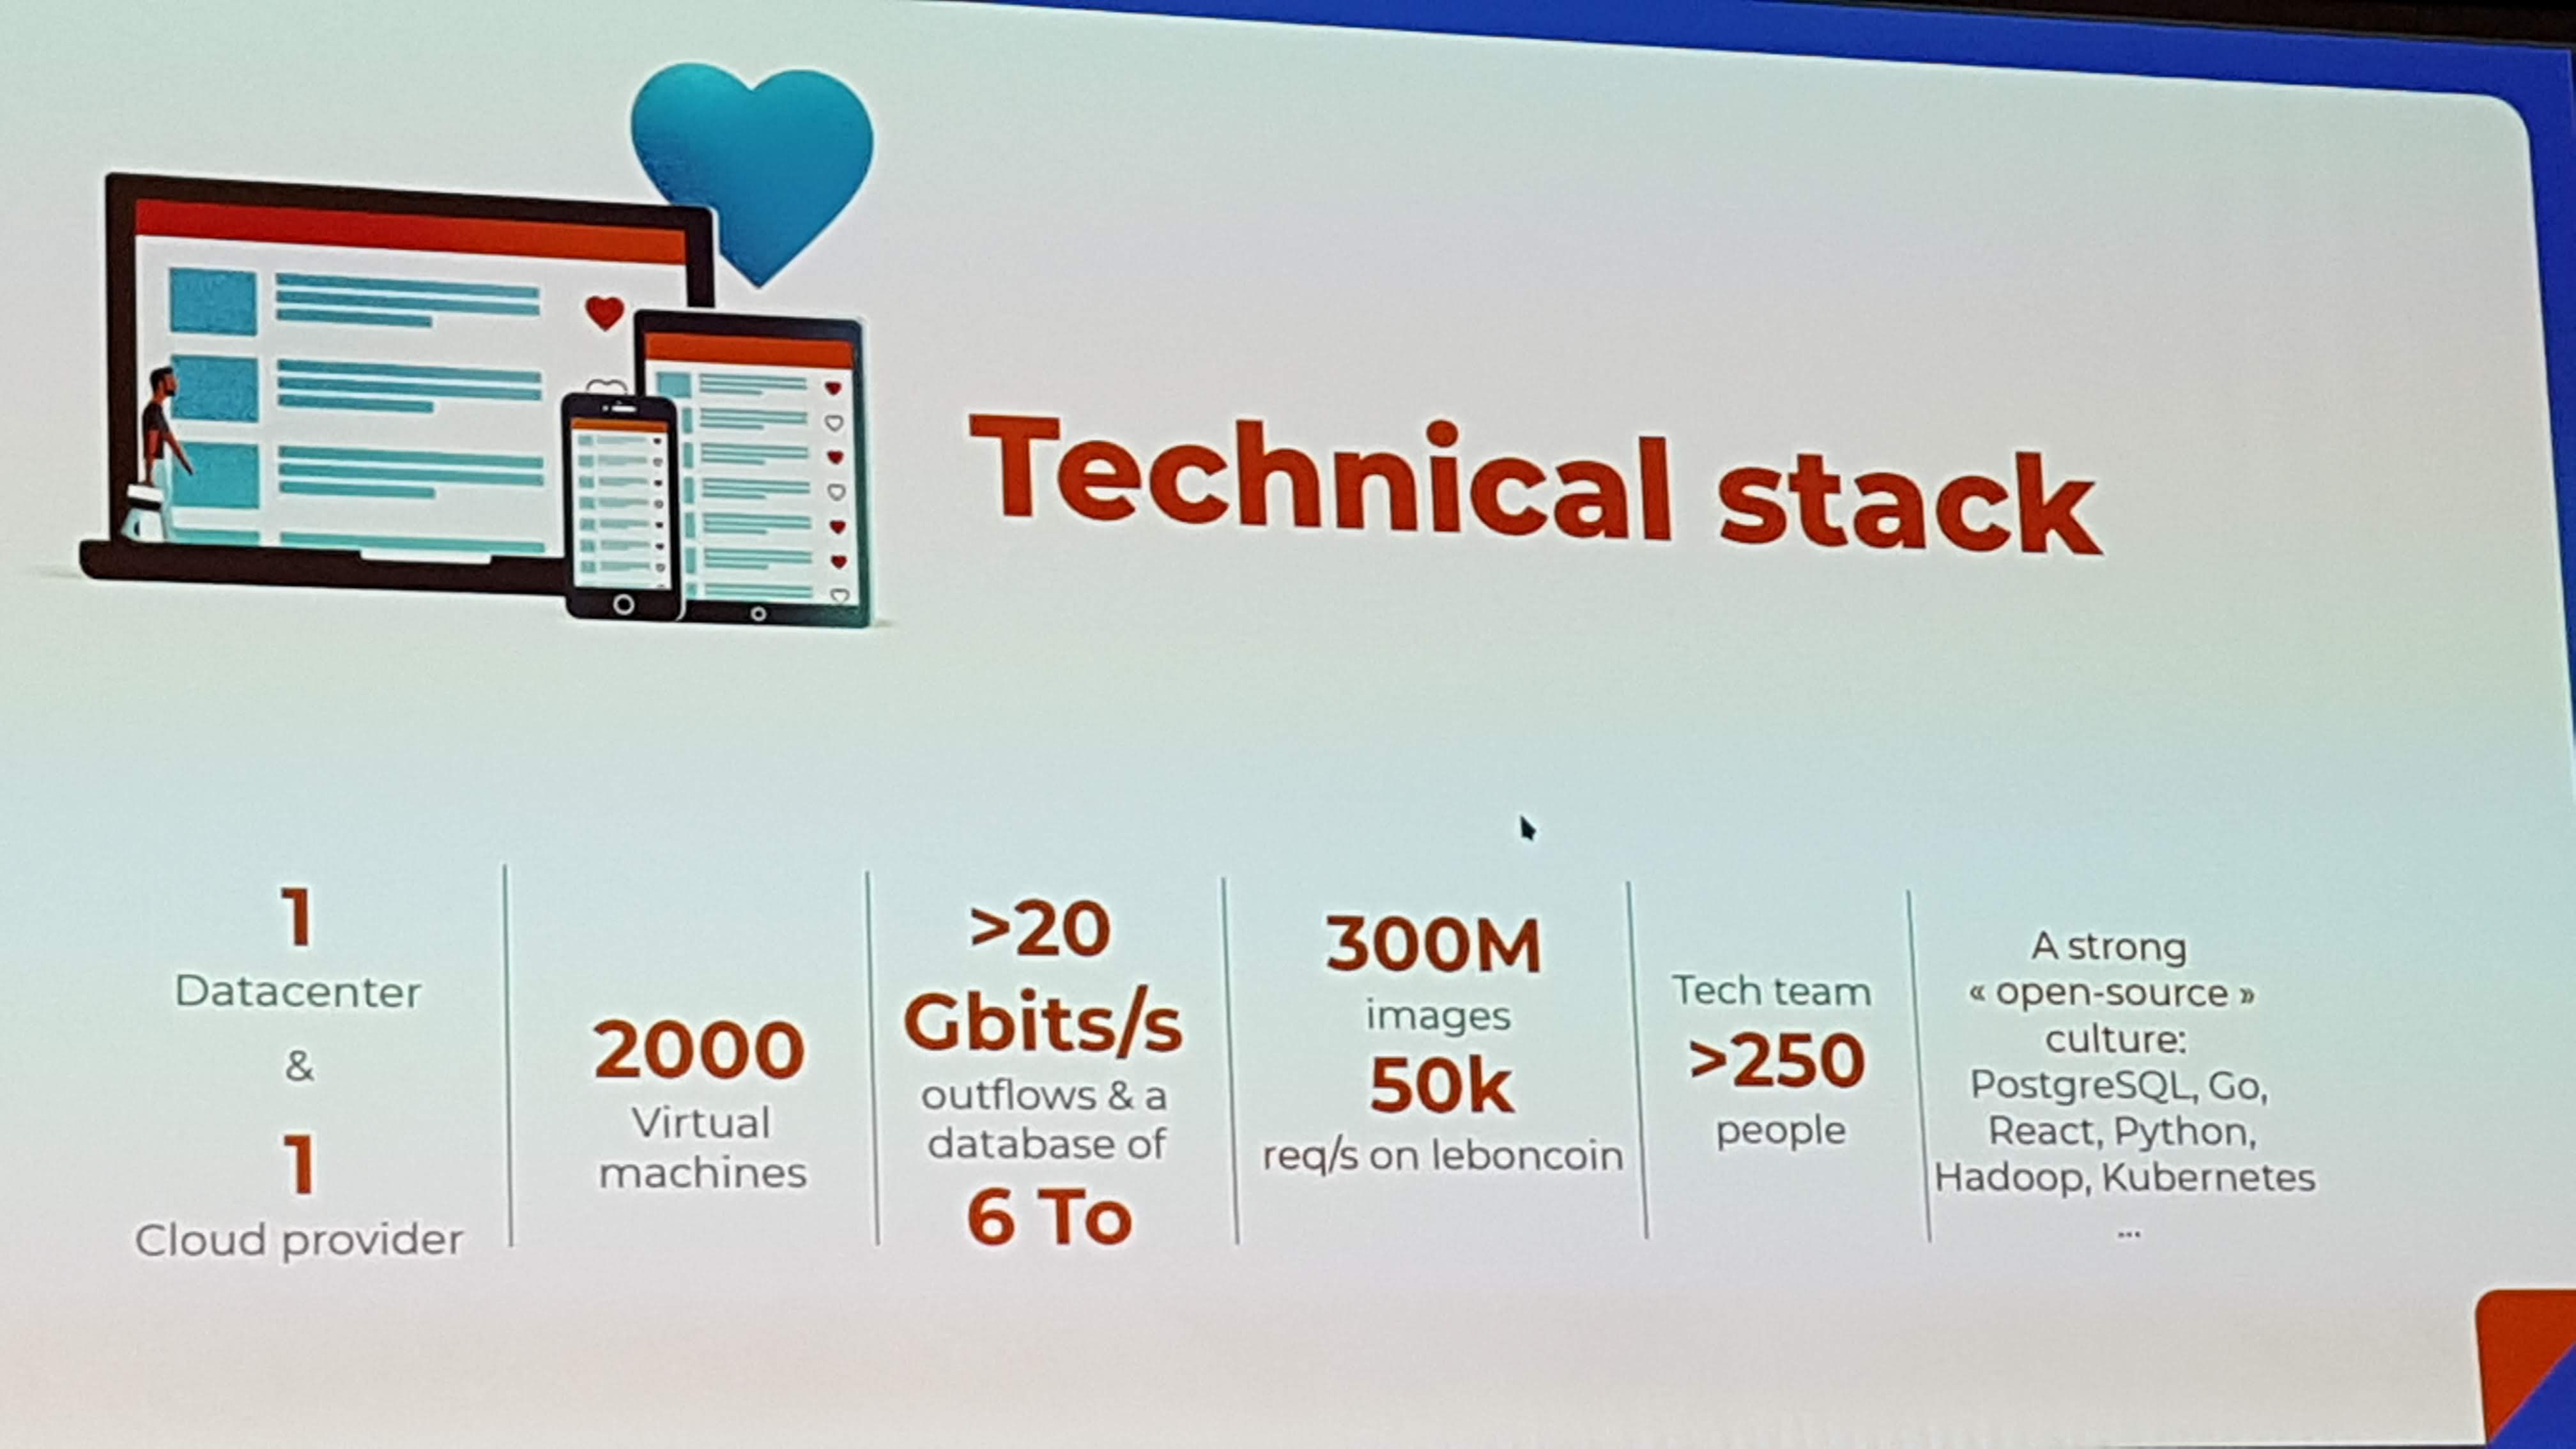 Technical stack
1
Datacenter
&
1
Cloud provider
2000
Virtual
machines
>20
Gbits/s
outflows & a
database of
6 To
300M
images
50k
req/s on leboncoin
Tech team
>250
people
A strong
« open-source »
culture:
PostgreSQL, Go,
React, Python,
Hadoop, Kubernetes
...